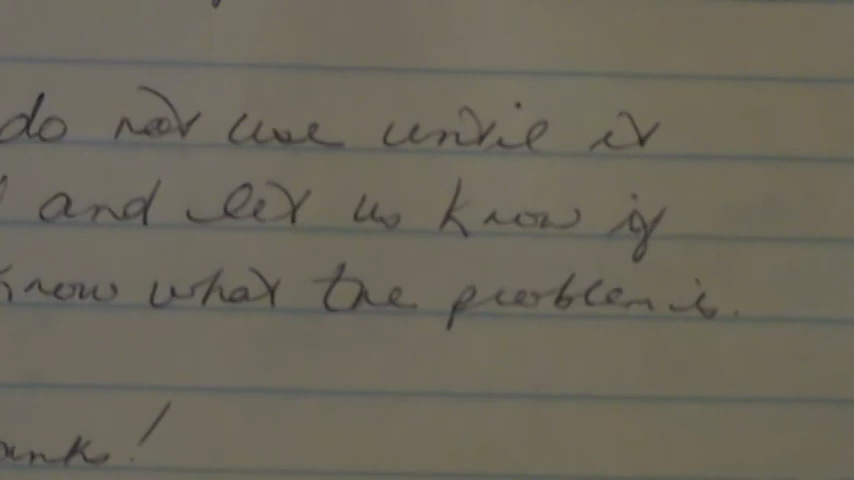 do not use until it
and let us know if
know what the problem is.
anks!